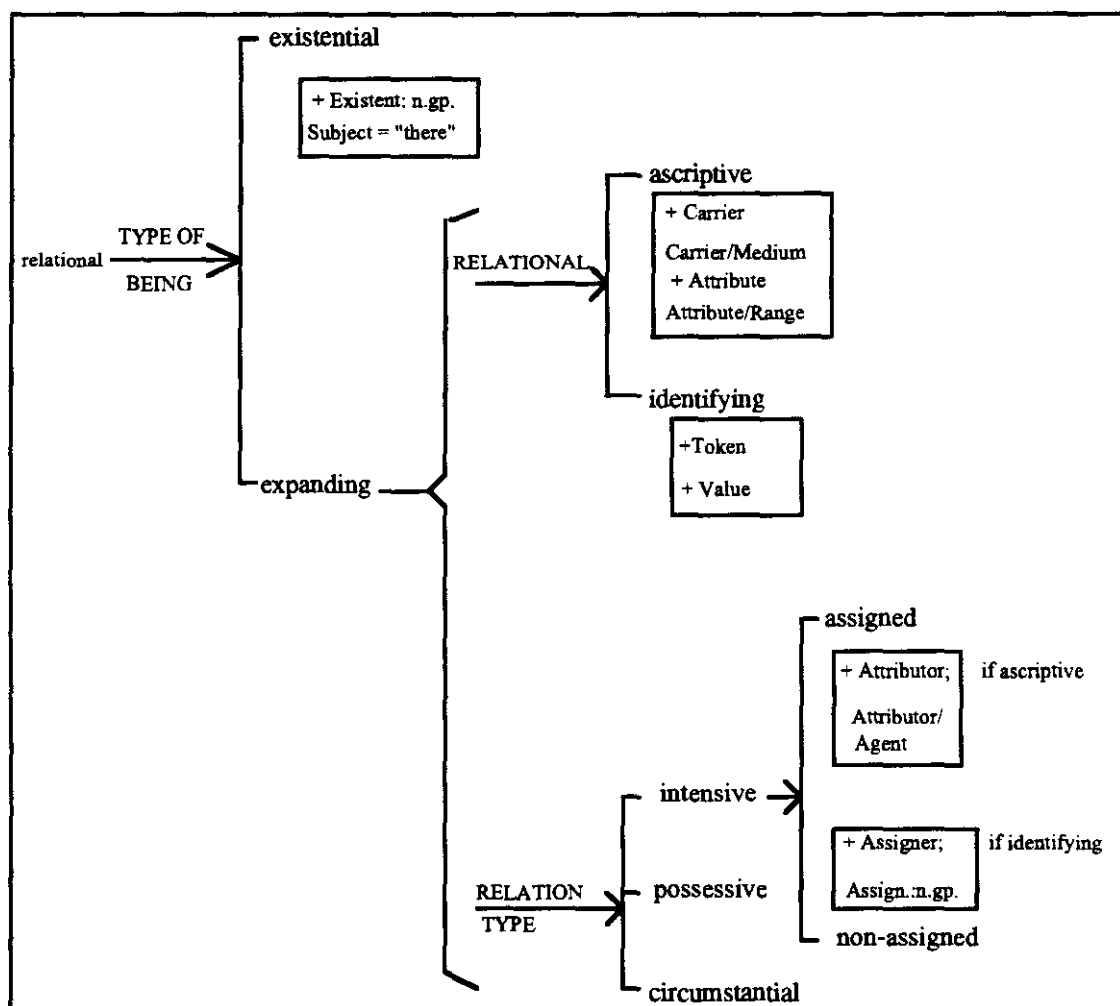 existential
+ Existent: n.gp.
Subject = "there"
relational
TYPE OF
BEING
expanding
RELATIONAL
ascriptive
+ Carrier
Carrier/Medium
+ Attribute
Attribute/Range
identifying
+Token
+ Value
RELATION
TYPE
intensive
possessive
circumstantial
assigned
+ Attributor;
if ascriptive
Attributor/
Agent
+ Assigner;
if identifying
Assign.:n.gp.
non-assigned